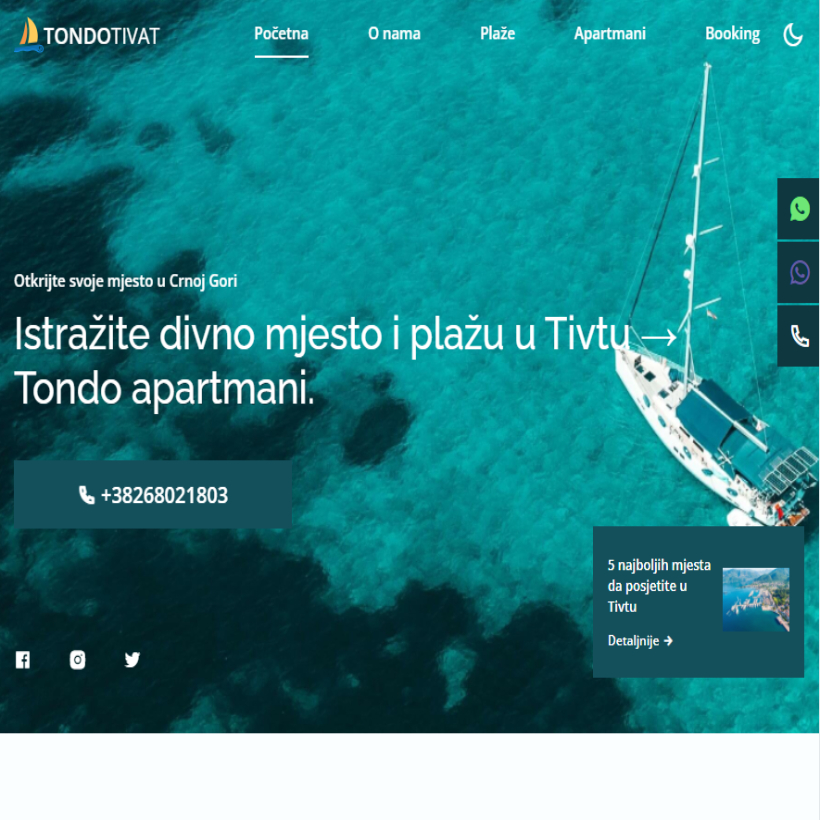 TONDOTIVAT
Početna
O nama
Plaže
Apartmani
Booking
Otkrijte svoje mjesto u Crnoj Gori
Istražite divno mjesto i plažu u Tivtu →
Tondo apartmani.
+38268021803
5 najboljih mjesta
da posjetite u
Tivtu
Detaljnije →